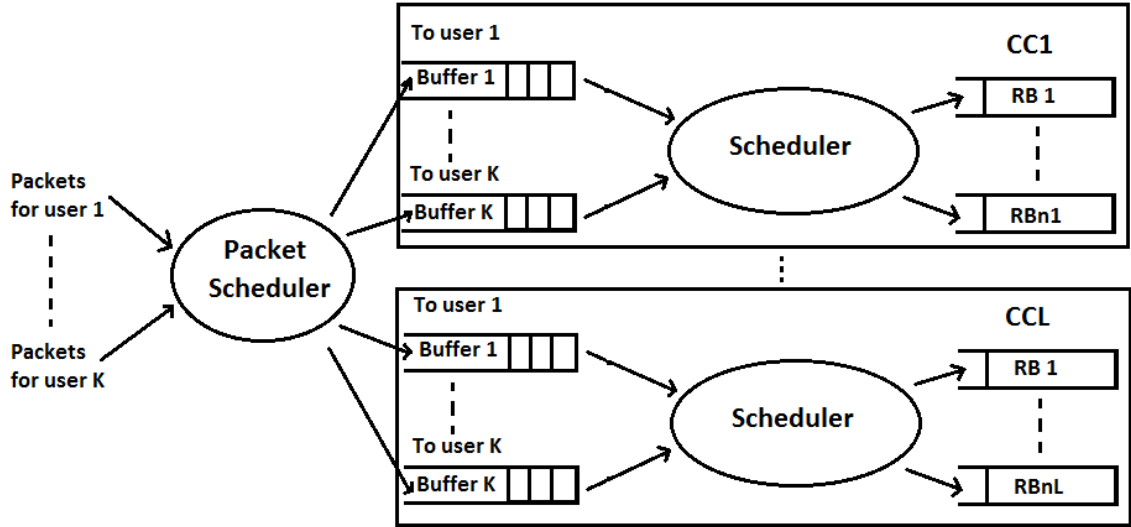 Packets
for user 1
Packets
for user K
Packet
Scheduler
To user 1
Buffer 1
To user K
Buffer K
Scheduler
CC1
RB 1
RBn1
To user 1
Buffer 1
To user K
Buffer K
Scheduler
CCL
RB 1
RBnL